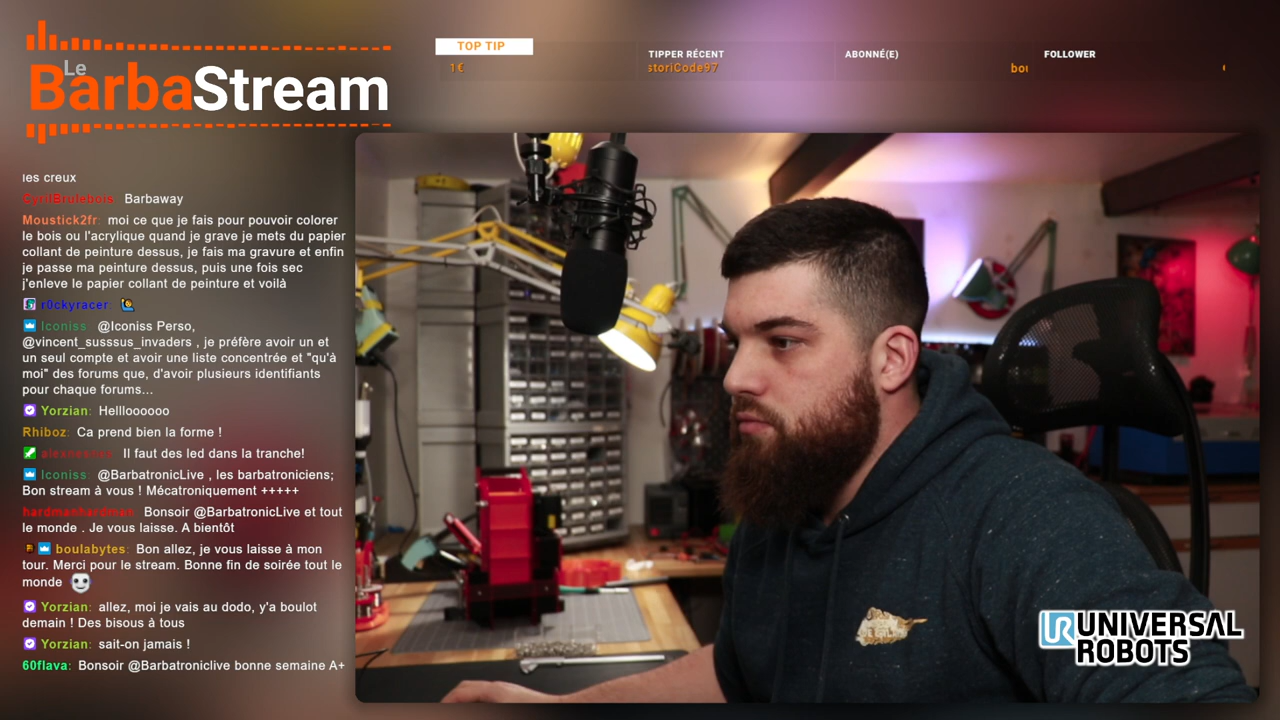 Le
BarbaStream
TOP TIP
1€
TIPPER RÉCENT
storiCode97
ABONNÉ(E)
bou
FOLLOWER
les creux
CyrilBrulebois: Barbaway
Moustick2fr: moi ce que je fais pour pouvoir colorer
le bois ou l'acrylique quand je grave je mets du papier
collant de peinture dessus, je fais ma gravure et enfin
je passe ma peinture dessus, puis une fois sec
j'enleve le papier collant de peinture et voilà
r0ckyracer:
Iconiss: @Iconiss Perso,
@vincent_susssus_invaders , je préfère avoir un et
un seul compte et avoir une liste concentrée et "qu'à
moi" des forums que, d'avoir plusieurs identifiants
pour chaque forums...
Yorzian: Hellloooooo
Rhiboz: Ca prend bien la forme !
Il faut des led dans la tranche!
Iconiss: @BarbatronicLive , les barbatroniciens;
Bon stream à vous ! Mécatroniquement +++++
hardmanhardman: Bonsoir @BarbatronicLive et tout
le monde . Je vous laisse. A bientôt
boulabytes: Bon allez, je vous laisse à mon
tour. Merci pour le stream. Bonne fin de soirée tout le
monde
Yorzian: allez, moi je vais au dodo, y'a boulot
demain ! Des bisous à tous
Yorzian: sait-on jamais !
60flava: Bonsoir @Barbatroniclive bonne semaine A+
UR UNIVERSAL
ROBOTS